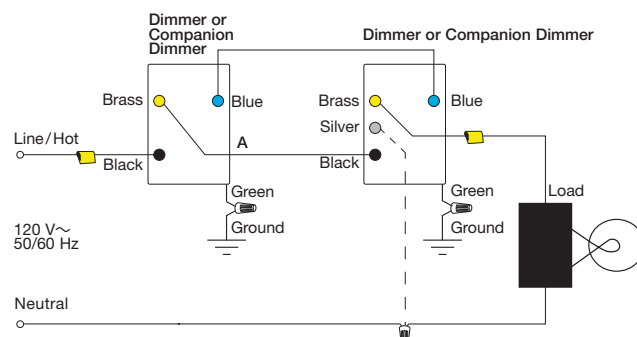 Dimmer or
Companion
Dimmer
Dimmer or Companion Dimmer
Brass
Blue
Brass
Blue
Silver
Line/Hot
A
Black
Black
Green
Green
Load
Ground
Ground
120 V~
50/60 Hz
Neutral